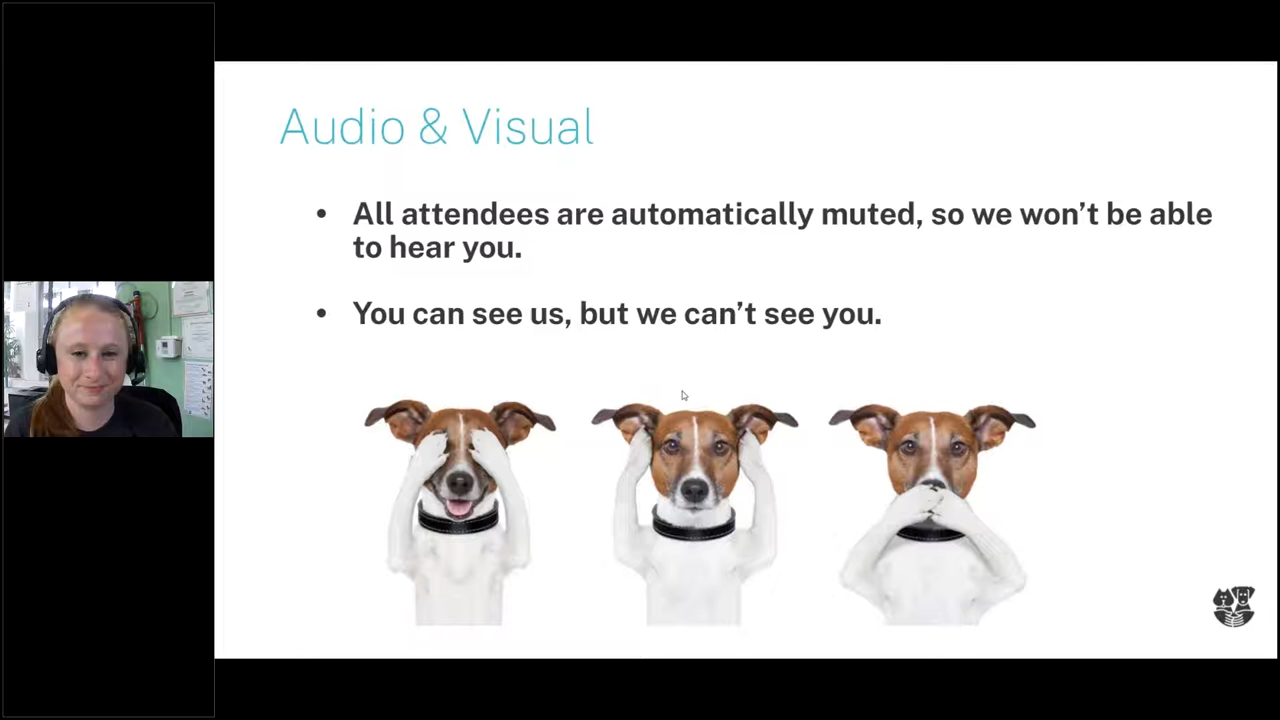 Audio & Visual
• All attendees are automatically muted, so we won’t be able
to hear you.
• You can see us, but we can’t see you.